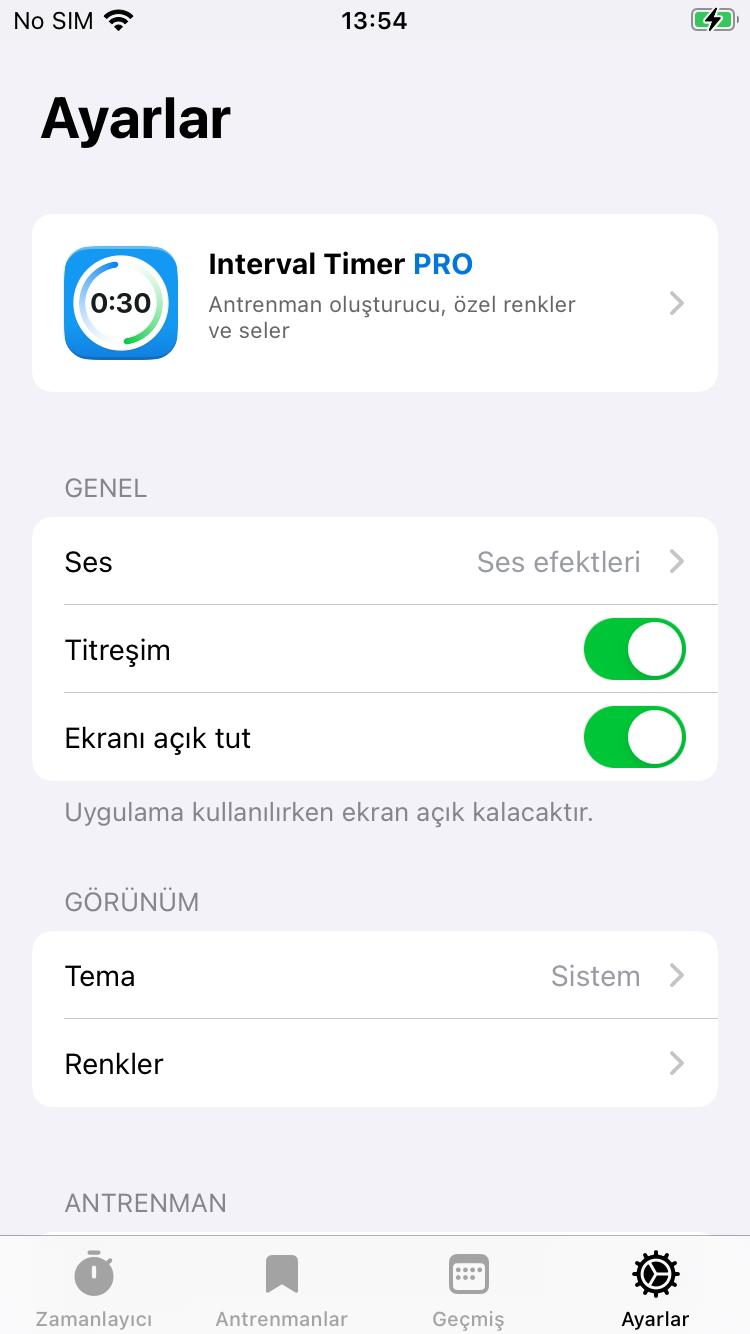 No SIM 13:54
Ayarlar
0:30
Interval Timer PRO
Antrenman oluşturucu, özel renkler
ve seler
GENEL
Ses Ses efektleri
Titreşim
Ekranı açık tut
Uygulama kullanılırken ekran açık kalacaktır.
GÖRÜNÜM
Tema Sistem
Renkler
ANTRENMAN
Zamanlayıcı Antrenmanlar Geçmiş Ayarlar